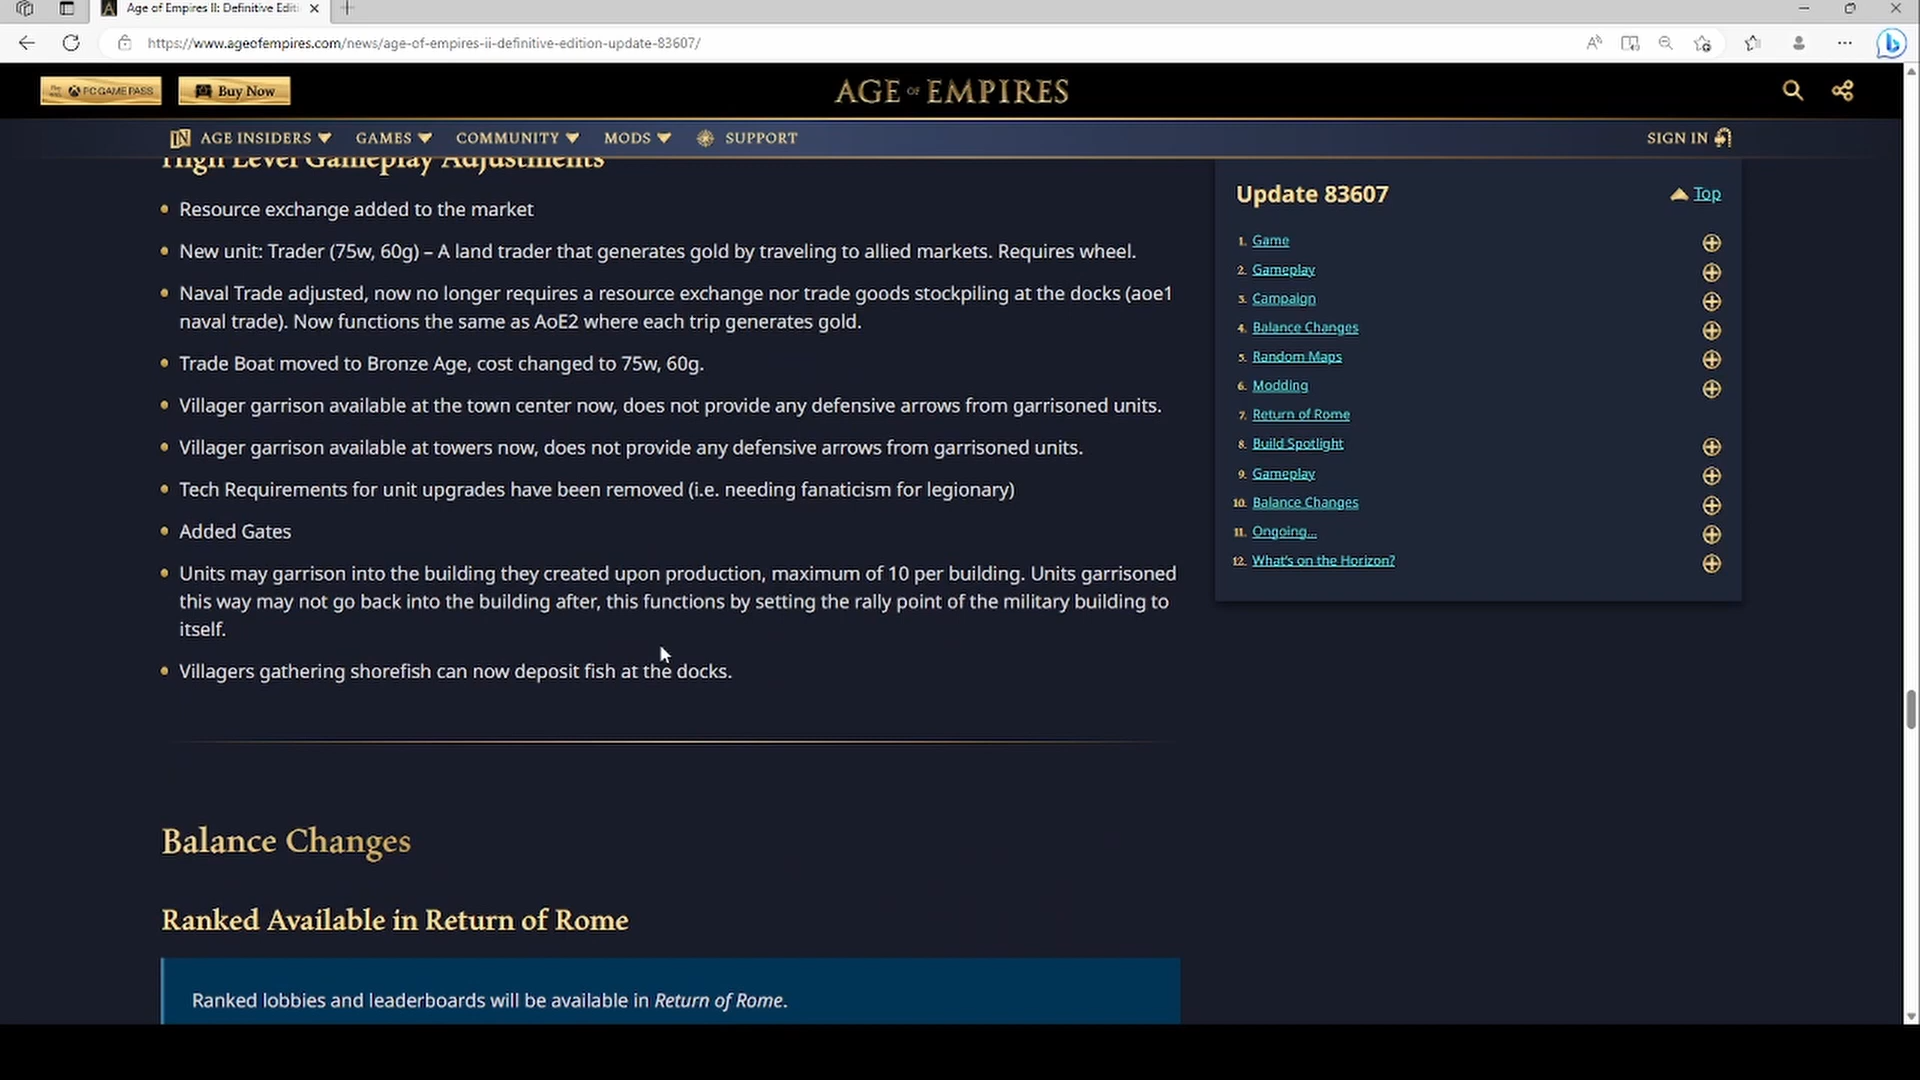 Age of Empires II: Definitive Editi
https://www.ageofempires.com/news/age-of-empires-ii-definitive-edition-update-83607/
PC GAME PASS
Buy Now
AGE OF EMPIRES
AGE INSIDERS
GAMES
COMMUNITY
MODS
SUPPORT
SIGN IN
High Level Gameplay Adjustments
• Resource exchange added to the market
• New unit: Trader (75w, 60g) – A land trader that generates gold by traveling to allied markets. Requires wheel.
• Naval Trade adjusted, now no longer requires a resource exchange nor trade goods stockpiling at the docks (aoe1
naval trade). Now functions the same as AoE2 where each trip generates gold.
• Trade Boat moved to Bronze Age, cost changed to 75w, 60g.
• Villager garrison available at the town center now, does not provide any defensive arrows from garrisoned units.
• Villager garrison available at towers now, does not provide any defensive arrows from garrisoned units.
• Tech Requirements for unit upgrades have been removed (i.e. needing fanaticism for legionary)
• Added Gates
• Units may garrison into the building they created upon production, maximum of 10 per building. Units garrisoned
this way may not go back into the building after, this functions by setting the rally point of the military building to
itself.
• Villagers gathering shorefish can now deposit fish at the docks.
Balance Changes
Ranked Available in Return of Rome
Ranked lobbies and leaderboards will be available in Return of Rome.
Update 83607
Top
1. Game
2. Gameplay
3. Campaign
4. Balance Changes
5. Random Maps
6. Modding
7. Return of Rome
8. Build Spotlight
9. Gameplay
10. Balance Changes
11. Ongoing...
12. What's on the Horizon?